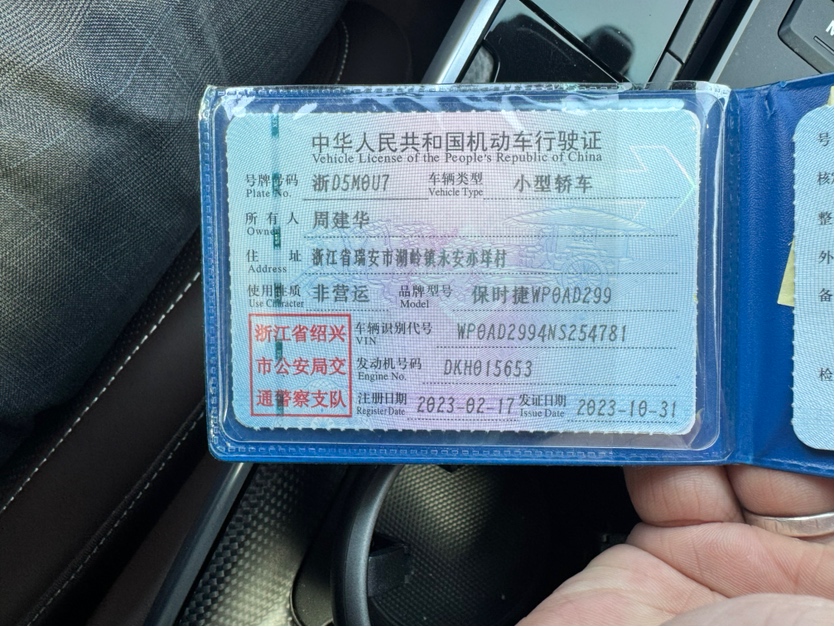 中华人民共和国机动车行驶证
Vehicle License of the People's Republic of China
号牌号码 浙D5M0U7 车辆类型 小型轿车
Plate No. Vehicle Type
所有人 周建华
Owner
住址 浙江省瑞安市湖岭镇永安亦垟村
Address
使用性质 非营运 品牌型号 保时捷WP0AD299
Use Character Model
浙江省绍兴
市公安局交
通警察支队
车辆识别代号 WP0AD2994NS254781
VIN
发动机号码 DKH015653
Engine No.
注册日期 2023-02-17 发证日期 2023-10-31
Register Date Issue Date
号
核
整
外
备
检